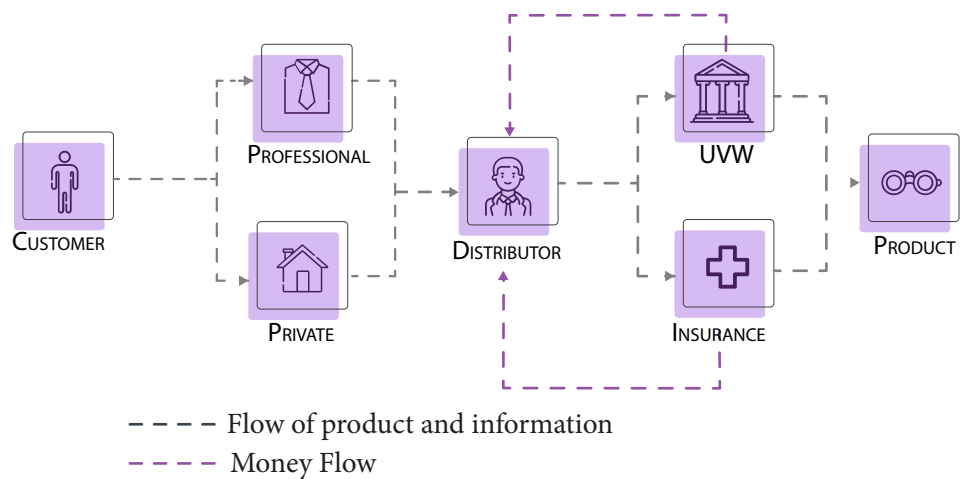 Professional
UVW
Customer
Distributor
Product
Private
Insurance
Flow of product and information
Money Flow